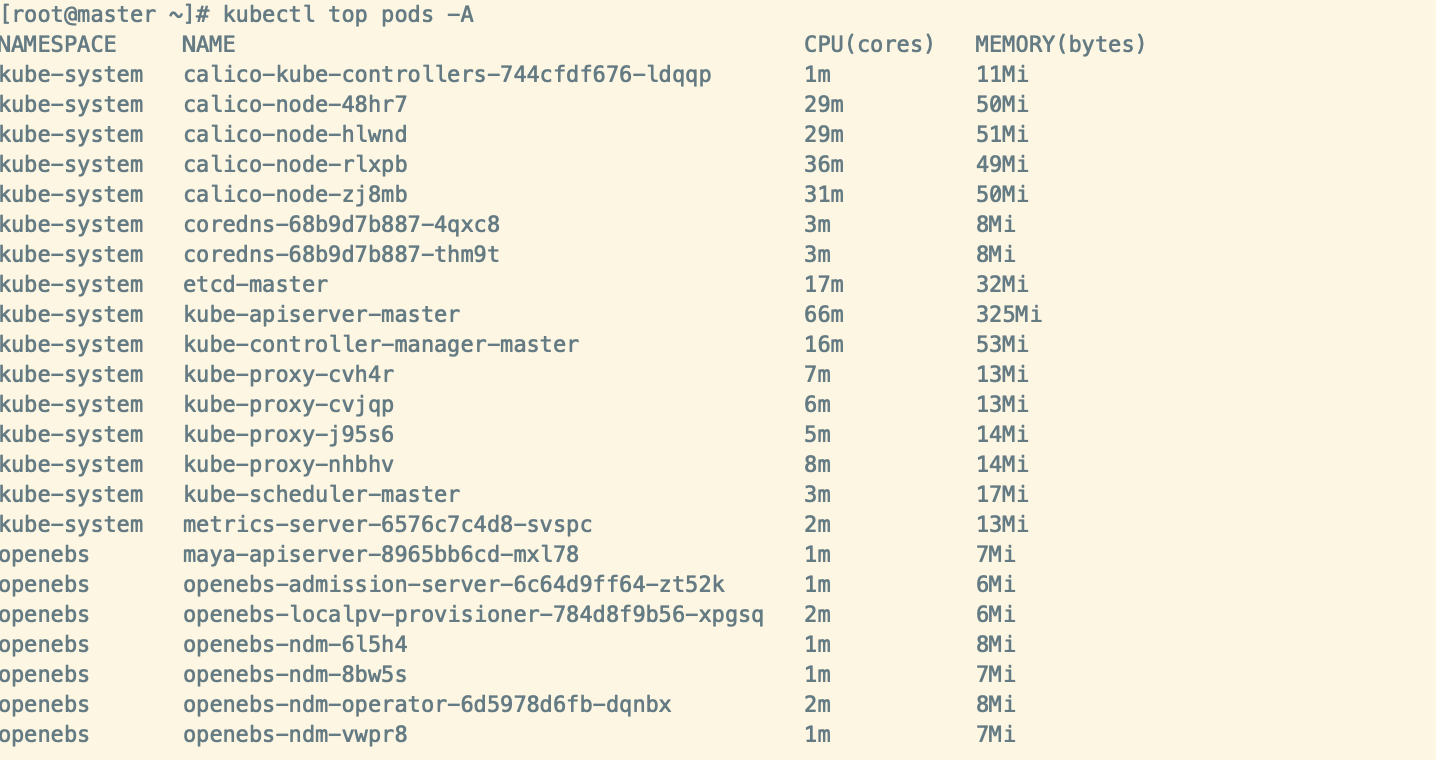 [root@master ~]# kubectl top pods -A
NAMESPACE NAME CPU(cores) MEMORY(bytes)
kube-system calico-kube-controllers-744cfdf676-ldqqp 1m 11Mi
kube-system calico-node-48hr7 29m 50Mi
kube-system calico-node-hlwnd 29m 51Mi
kube-system calico-node-rlxpb 36m 49Mi
kube-system calico-node-zj8mb 31m 50Mi
kube-system coredns-68b9d7b887-4qxc8 3m 8Mi
kube-system coredns-68b9d7b887-thm9t 3m 8Mi
kube-system etcd-master 17m 32Mi
kube-system kube-apiserver-master 66m 325Mi
kube-system kube-controller-manager-master 16m 53Mi
kube-system kube-proxy-cvh4r 7m 13Mi
kube-system kube-proxy-cvjqp 6m 13Mi
kube-system kube-proxy-j95s6 5m 14Mi
kube-system kube-proxy-nhbhv 8m 14Mi
kube-system kube-scheduler-master 3m 17Mi
kube-system metrics-server-6576c7c4d8-svspc 2m 13Mi
openebs maya-apiserver-8965bb6cd-mxl78 1m 7Mi
openebs openebs-admission-server-6c64d9ff64-zt52k 1m 6Mi
openebs openebs-localpv-provisioner-784d8f9b56-xpgsq 2m 6Mi
openebs openebs-ndm-6l5h4 1m 8Mi
openebs openebs-ndm-8bw5s 1m 7Mi
openebs openebs-ndm-operator-6d5978d6fb-dqnbx 2m 8Mi
openebs openebs-ndm-vwpr8 1m 7Mi